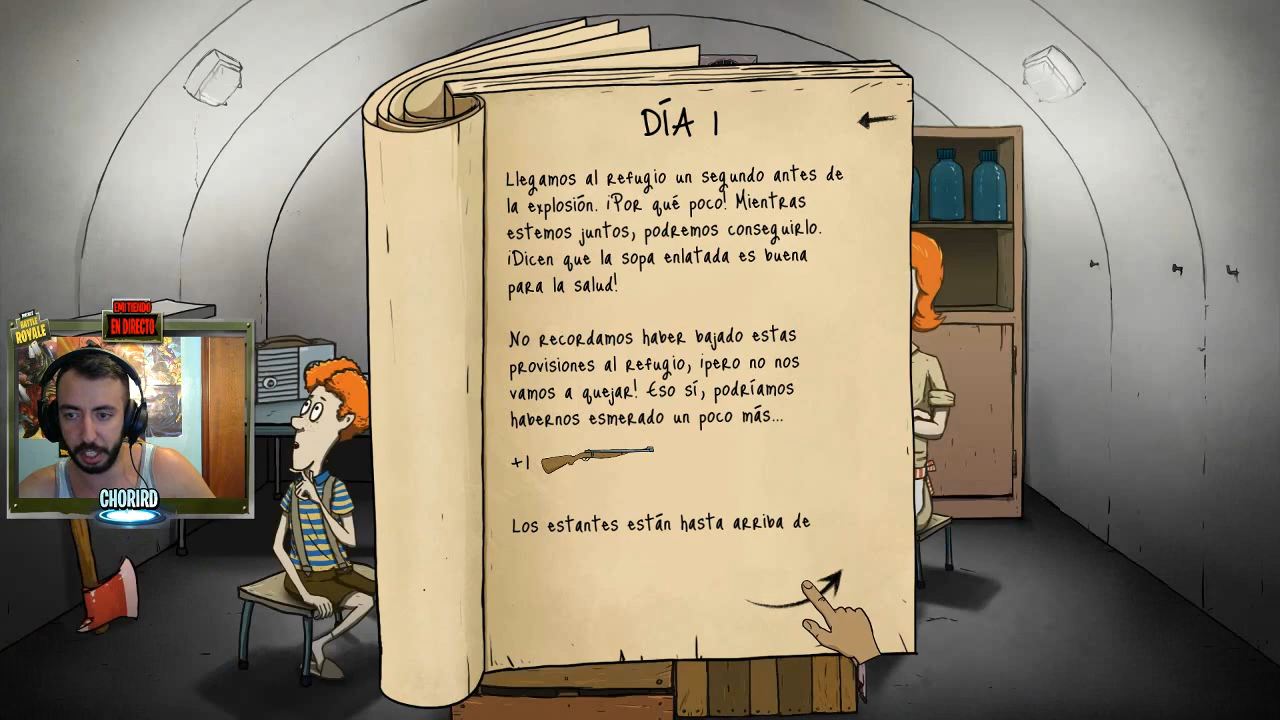 DÍA 1
Llegamos al refugio un segundo antes de
la explosión. ¡Por qué poco! Mientras
estemos juntos, podremos conseguirlo.
¡Dicen que la sopa enlatada es buena
para la salud!
No recordamos haber bajado estas
provisiones al refugio, ¡pero no nos
vamos a quejar! Eso sí, podríamos
habernos esmerado un poco más...
+1
Los estantes están hasta arriba de
EMITIENDO
EN DIRECTO
BATTLE
ROYALE
CHORIRD